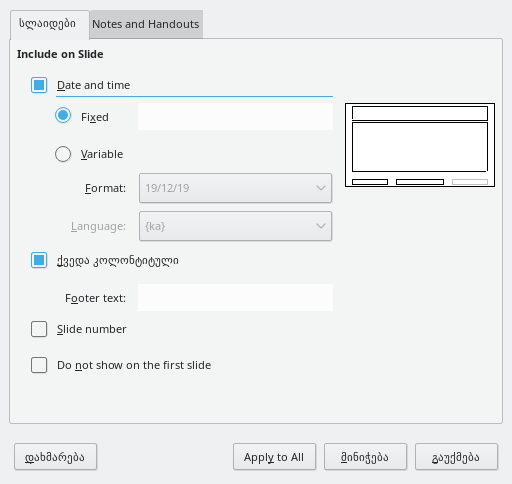 სლაიდები
Notes and Handouts
Include on Slide
Date and time
Fixed
Variable
Format: 19/12/19
Language: {ka}
ქვედა კოლონტიტული
Footer text:
Slide number
Do not show on the first slide
დახმარება Apply to All მინიჭება გაუქმება